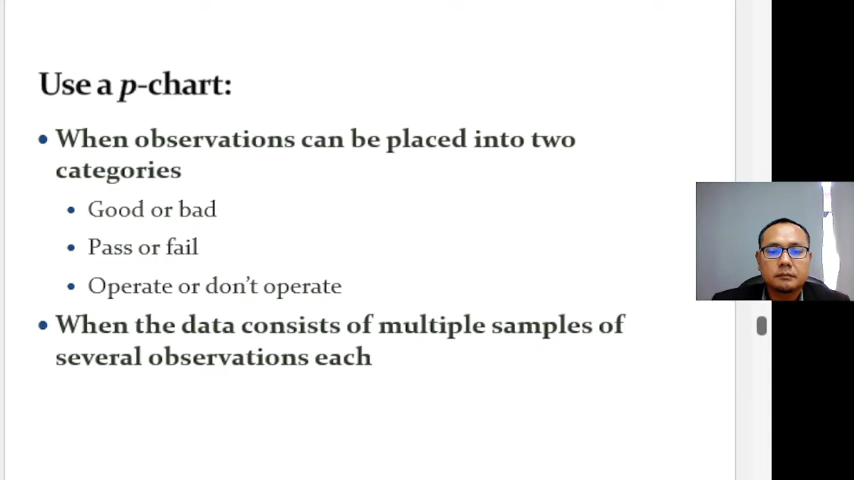 Use a p-chart:
• When observations can be placed into two
categories
• Good or bad
• Pass or fail
• Operate or don’t operate
• When the data consists of multiple samples of
several observations each